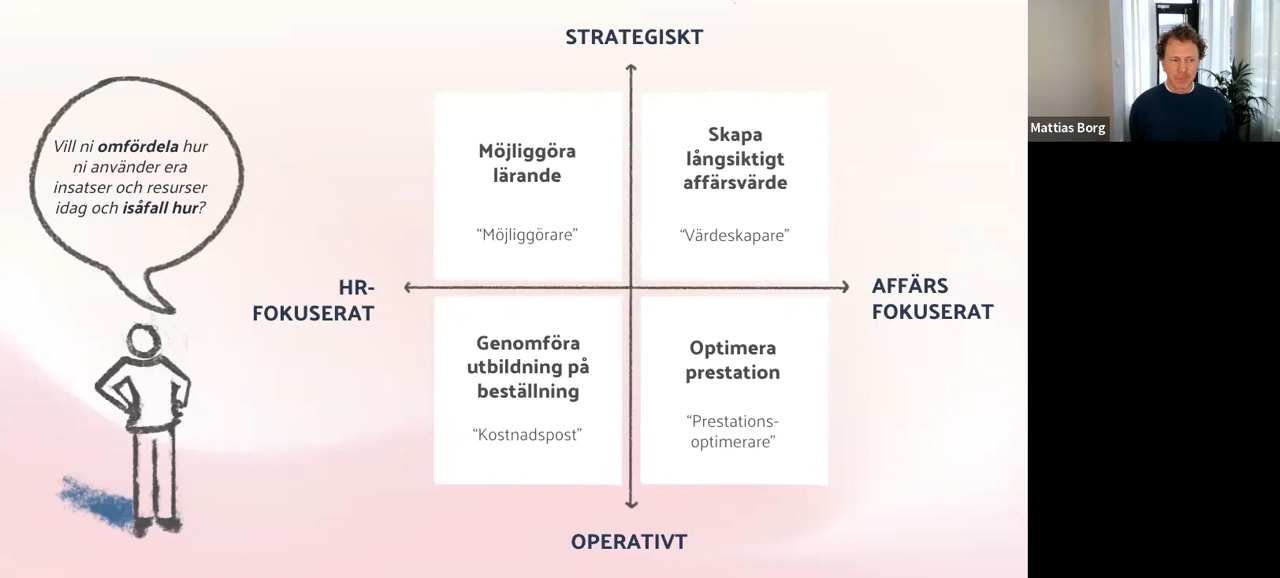 STRATEGISKT
Vill ni omfördela hur
ni använder era
insatser och resurser
idag och isåfall hur?
Möjliggöra
lärande
"Möjliggörare"
Skapa
långsiktigt
affärsvärde
"Värdeskapare"
HR-
FOKUSERAT
AFFÄRS
FOKUSERAT
Genomföra
utbildning på
beställning
"Kostnadspost"
Optimera
prestation
"Prestations-
optimerare"
OPERATIVT
Mattias Borg